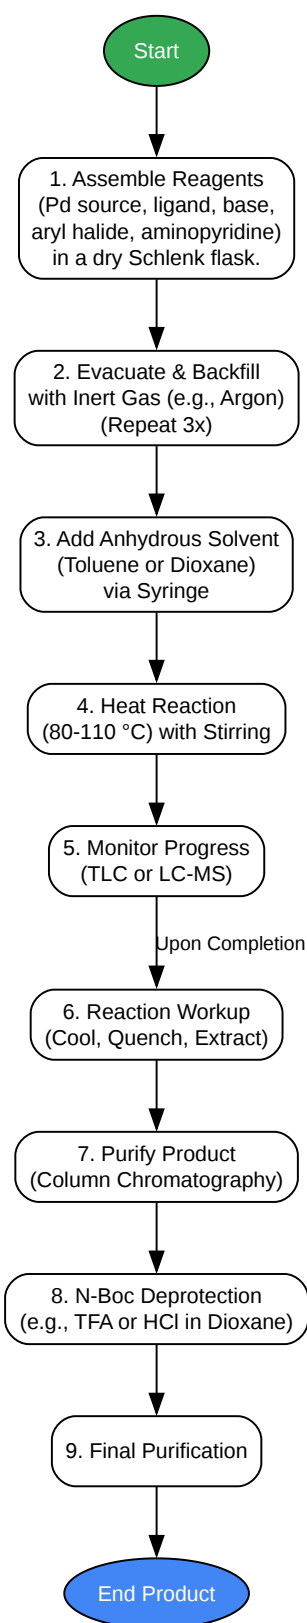 Start
1. Assemble Reagents
(Pd source, ligand, base,
aryl halide, aminopyridine)
in a dry Schlenk flask.
2. Evacuate & Backfill
with Inert Gas (e.g., Argon)
(Repeat 3x)
3. Add Anhydrous Solvent
(Toluene or Dioxane)
via Syringe
4. Heat Reaction
(80-110 °C) with Stirring
5. Monitor Progress
(TLC or LC-MS)
Upon Completion
6. Reaction Workup
(Cool, Quench, Extract)
7. Purify Product
(Column Chromatography)
8. N-Boc Deprotection
(e.g., TFA or HCl in Dioxane)
9. Final Purification
End Product